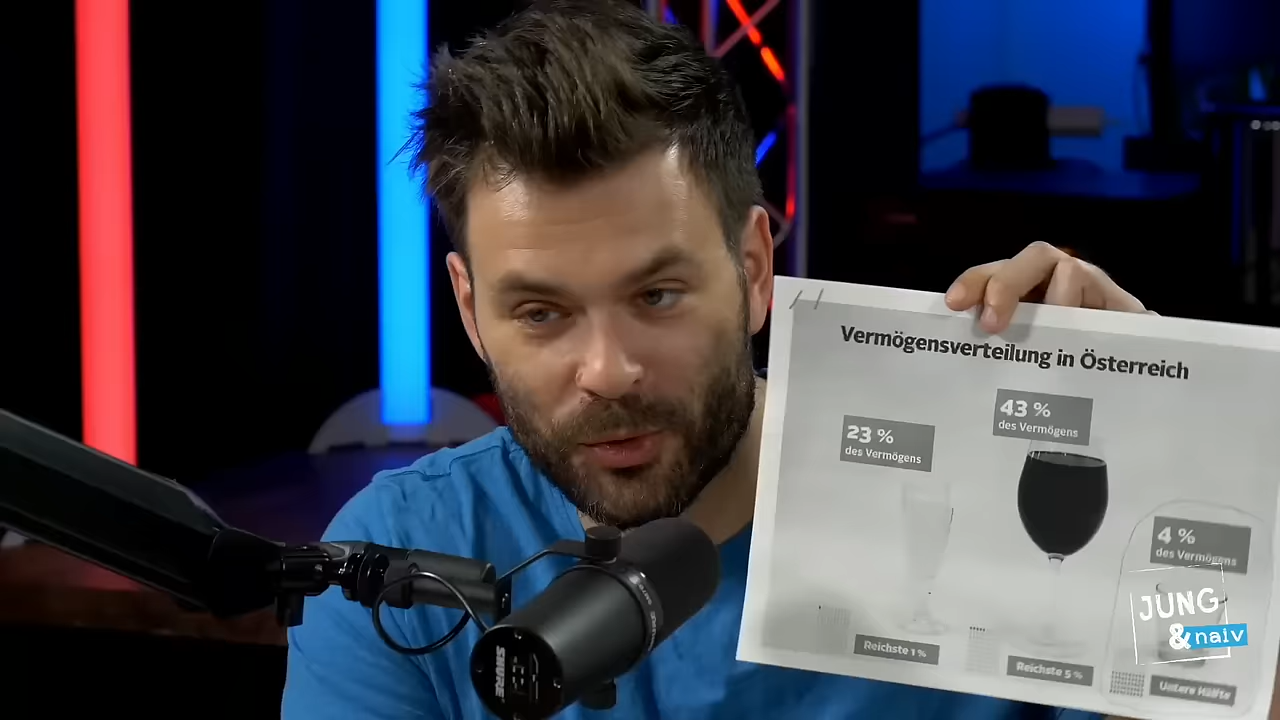 Vermögensverteilung in Österreich
23 %
des Vermögens
43 %
des Vermögens
4 %
des Vermögens
Reichste 1 %
Reichste 5 %
Untere Hälfte
JUNG
& naiv
SHURE